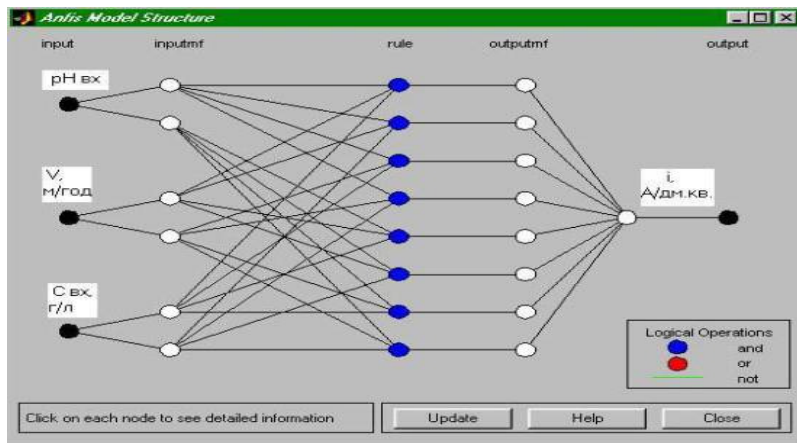 Anfis Model Structure
input inputmf rule outputmf output
pH вх
V,
м/год
С вх,
г/л
i,
А/дм.кв.
Logical Operations
and
or
not
Click on each node to see detailed information
Update Help Close